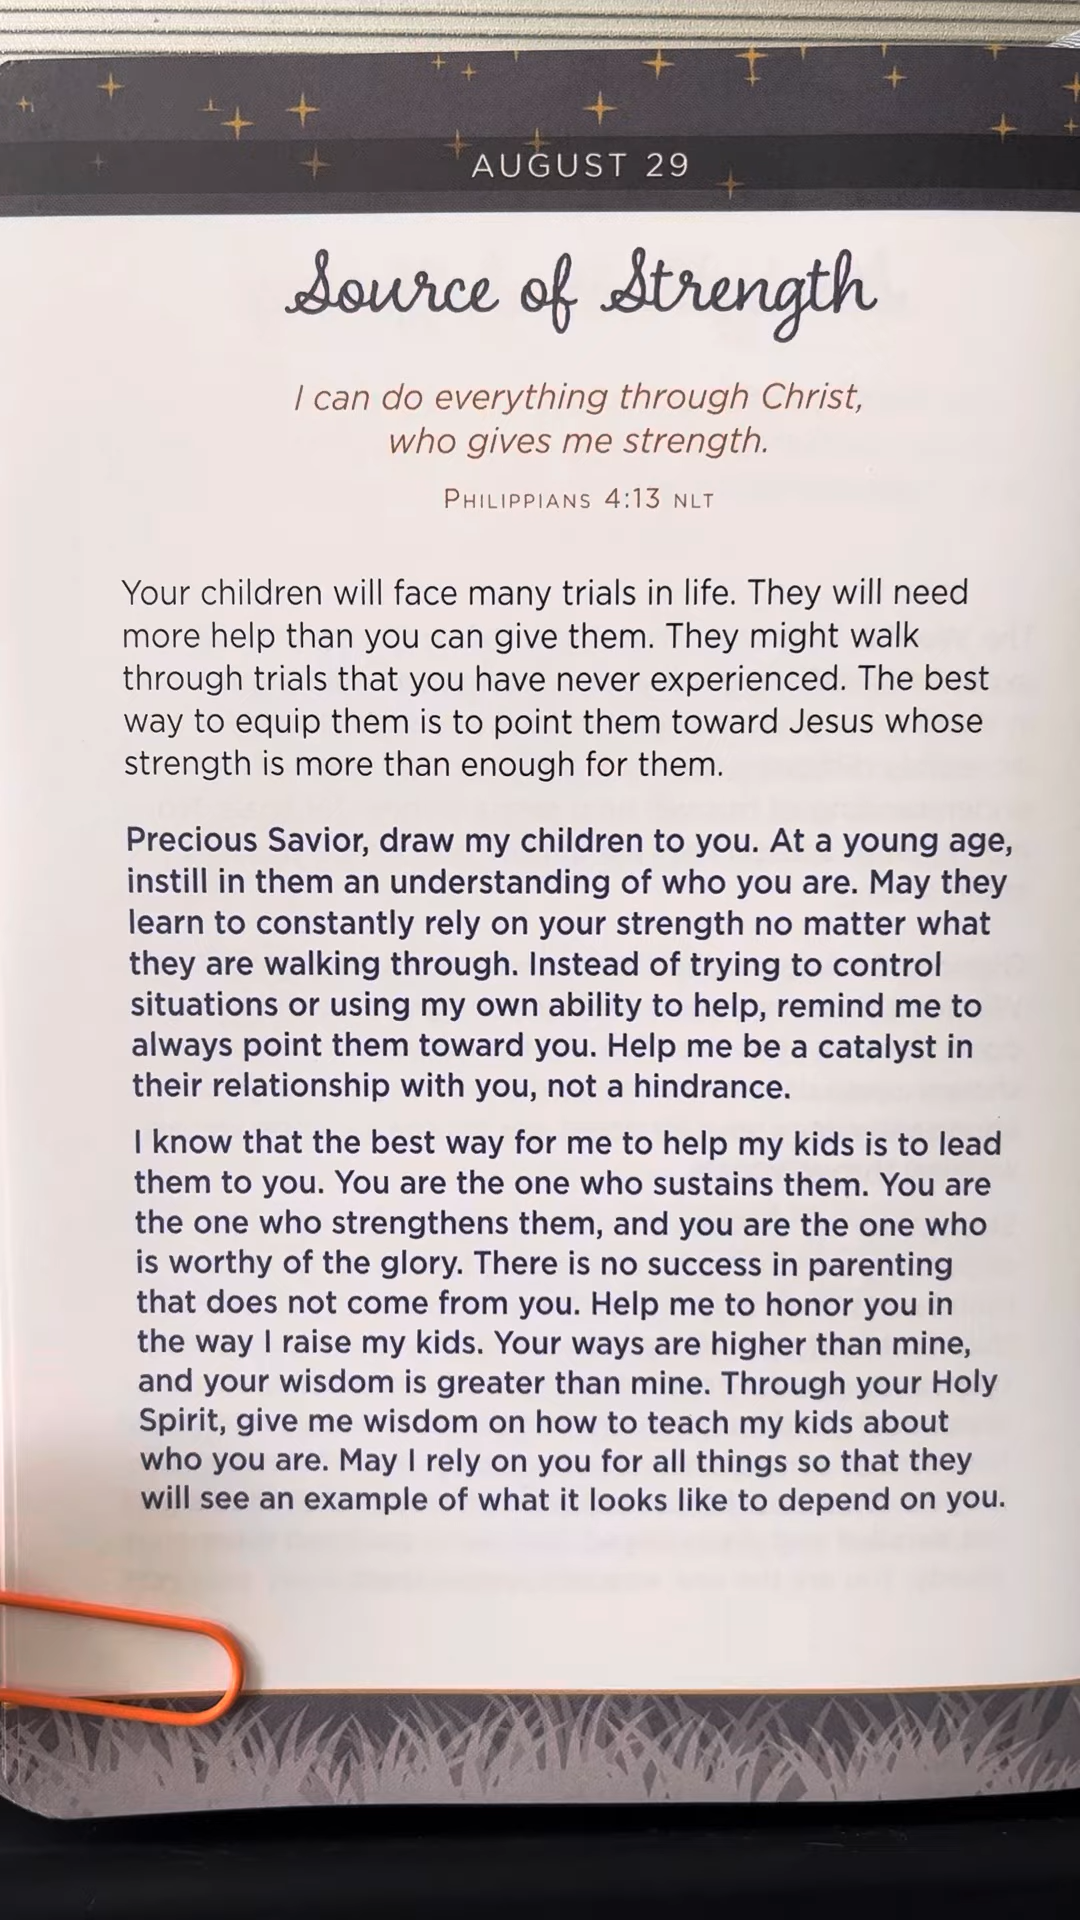 AUGUST 29
Source of Strength
I can do everything through Christ,
who gives me strength.
PHILIPPIANS 4:13 NLT
Your children will face many trials in life. They will need
more help than you can give them. They might walk
through trials that you have never experienced. The best
way to equip them is to point them toward Jesus whose
strength is more than enough for them.
Precious Savior, draw my children to you. At a young age,
instill in them an understanding of who you are. May they
learn to constantly rely on your strength no matter what
they are walking through. Instead of trying to control
situations or using my own ability to help, remind me to
always point them toward you. Help me be a catalyst in
their relationship with you, not a hindrance.
I know that the best way for me to help my kids is to lead
them to you. You are the one who sustains them. You are
the one who strengthens them, and you are the one who
is worthy of the glory. There is no success in parenting
that does not come from you. Help me to honor you in
the way I raise my kids. Your ways are higher than mine,
and your wisdom is greater than mine. Through your Holy
Spirit, give me wisdom on how to teach my kids about
who you are. May I rely on you for all things so that they
will see an example of what it looks like to depend on you.